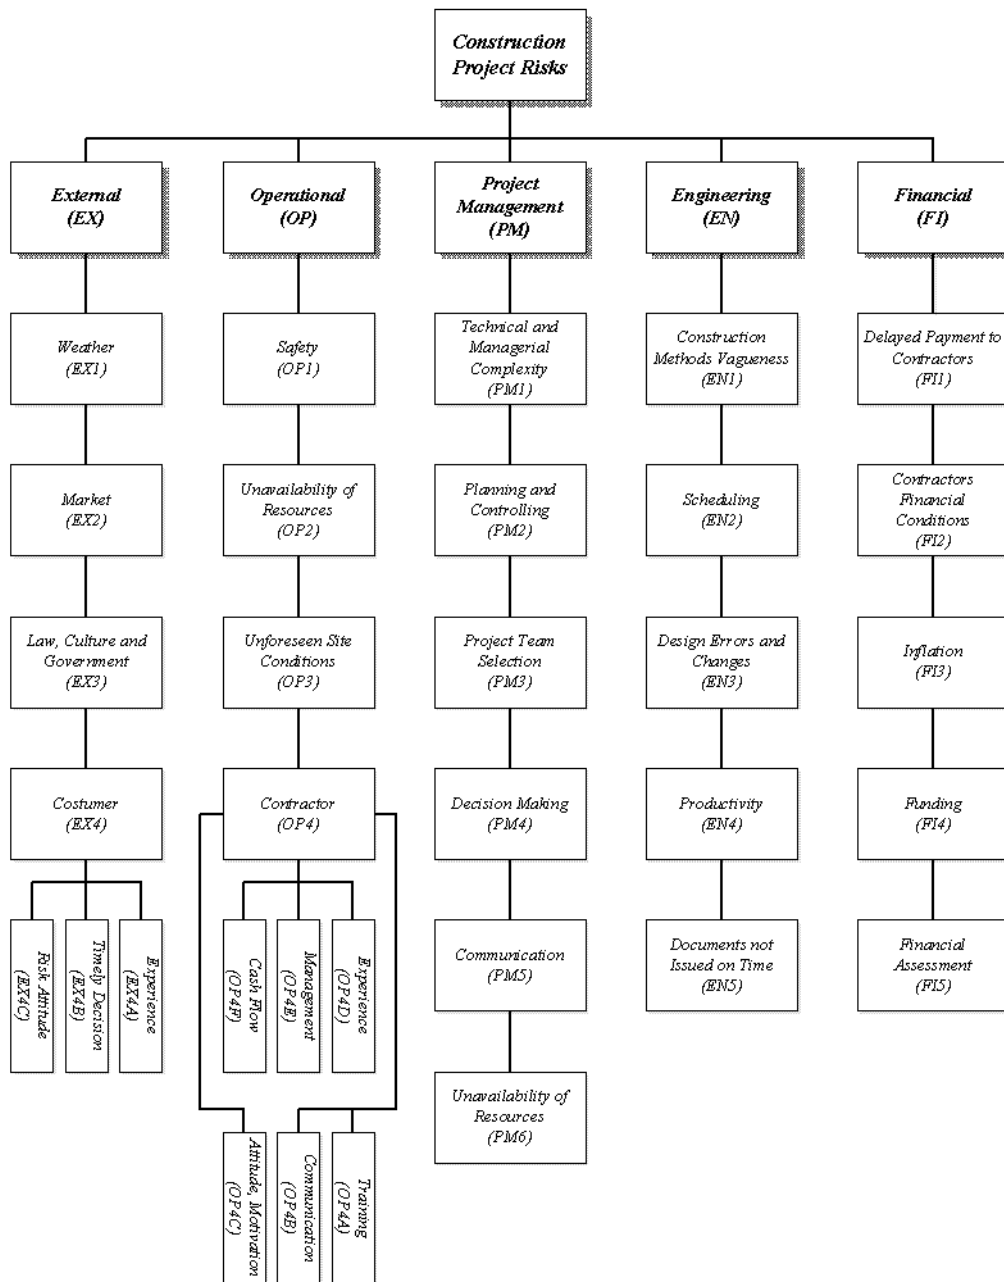 Construction
Project Risks
External
(EX)
Operational
(OP)
Project
Management
(PM)
Engineering
(EN)
Financial
(FI)
Weather
(EX1)
Safety
(OP1)
Technical and
Managerial
Complexity
(PM1)
Construction
Methods Vagueness
(EN1)
Delayed Payment to
Contractors
(FI1)
Market
(EX2)
Unavailability of
Resources
(OP2)
Planning and
Controlling
(PM2)
Scheduling
(EN2)
Contractors
Financial
Conditions
(FI2)
Law, Culture and
Government
(EX3)
Unforeseen Site
Conditions
(OP3)
Project Team
Selection
(PM3)
Design Errors and
Changes
(EN3)
Inflation
(FI3)
Costumer
(EX4)
Contractor
(OP4)
Decision Making
(PM4)
Productivity
(EN4)
Funding
(FI4)
Risk Attitude
(EX4C)
Timely Decision
(EX4B)
Experience
(EX4A)
Cash Flow
(OP4F)
Management
(OP4E)
Experience
(OP4D)
Communication
(PM5)
Documents not
Issued on Time
(EN5)
Financial
Assessment
(FI5)
Unavailability of
Resources
(PM6)
Attitude, Motivation
(OP4C)
Communication
(OP4B)
Training
(OP4A)